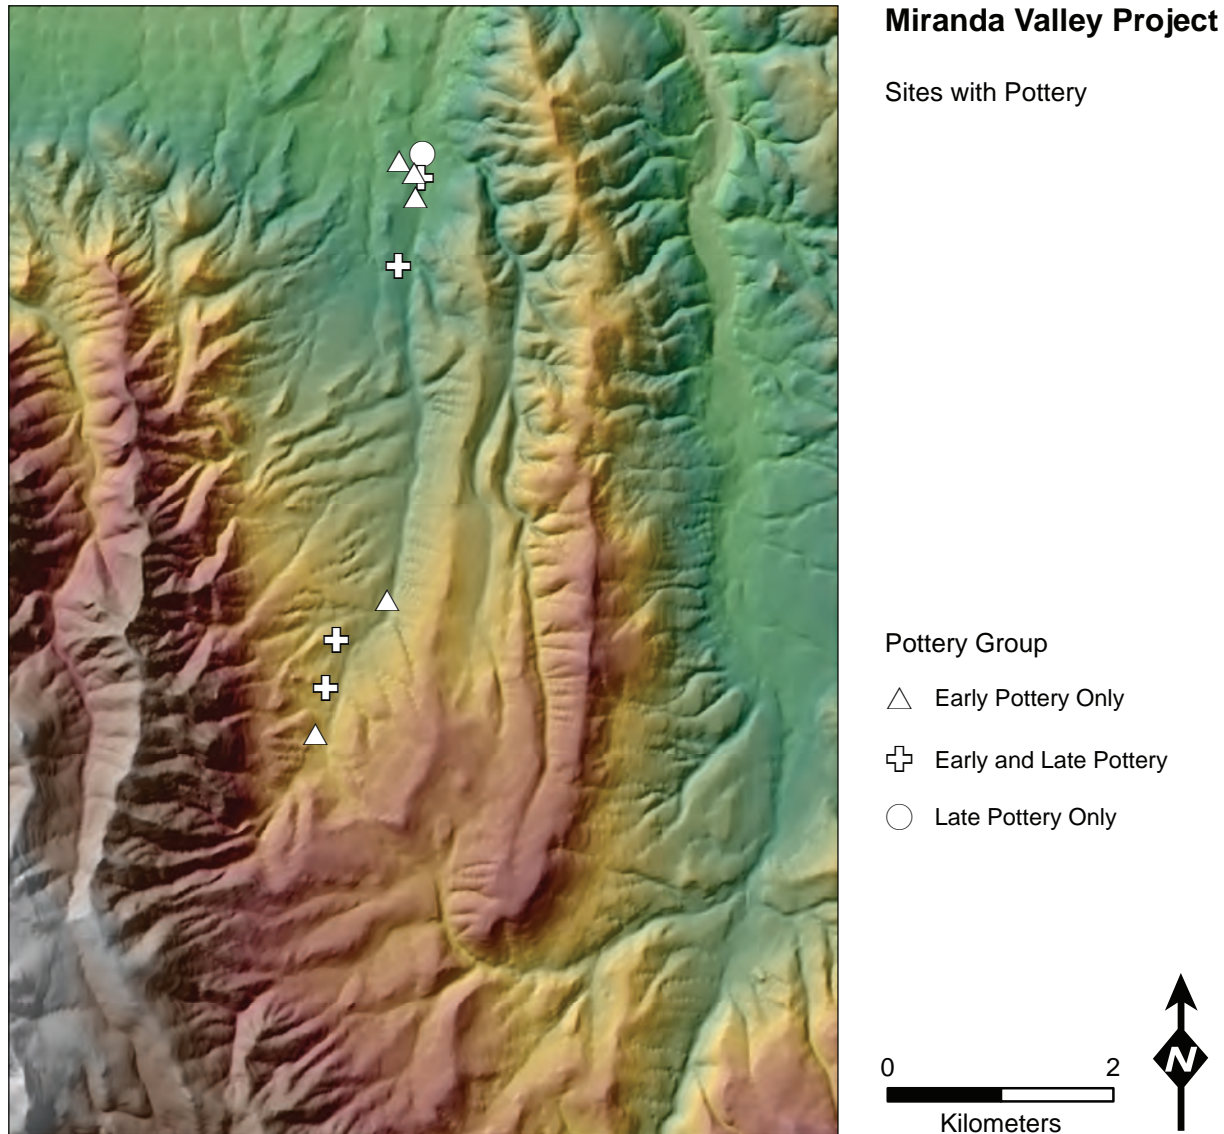 Miranda Valley Project
Sites with Pottery
Pottery Group
Early Pottery Only
Early and Late Pottery
Late Pottery Only
0 2
Kilometers
N